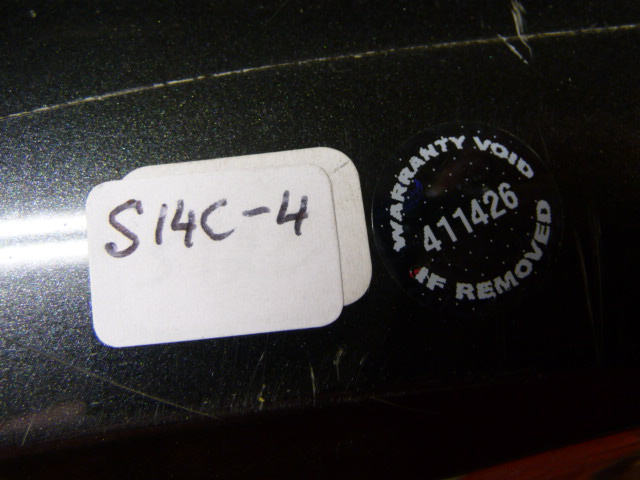 S14C-4
WARRANTY VOID
411426
IF REMOVED